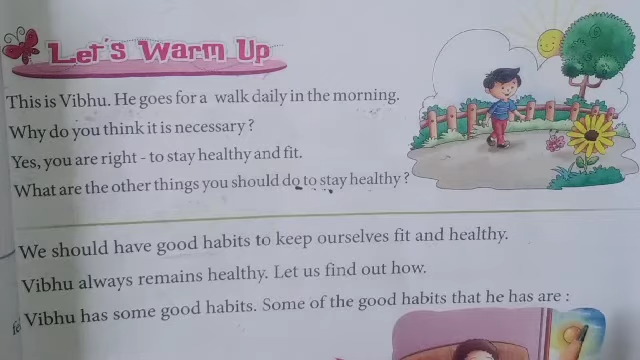 Let's Warm Up
This is Vibhu. He goes for a walk daily in the morning.
Why do you think it is necessary?
Yes, you are right - to stay healthy and fit.
What are the other things you should do to stay healthy?
We should have good habits to keep ourselves fit and healthy.
Vibhu always remains healthy. Let us find out how.
Vibhu has some good habits. Some of the good habits that he has are :